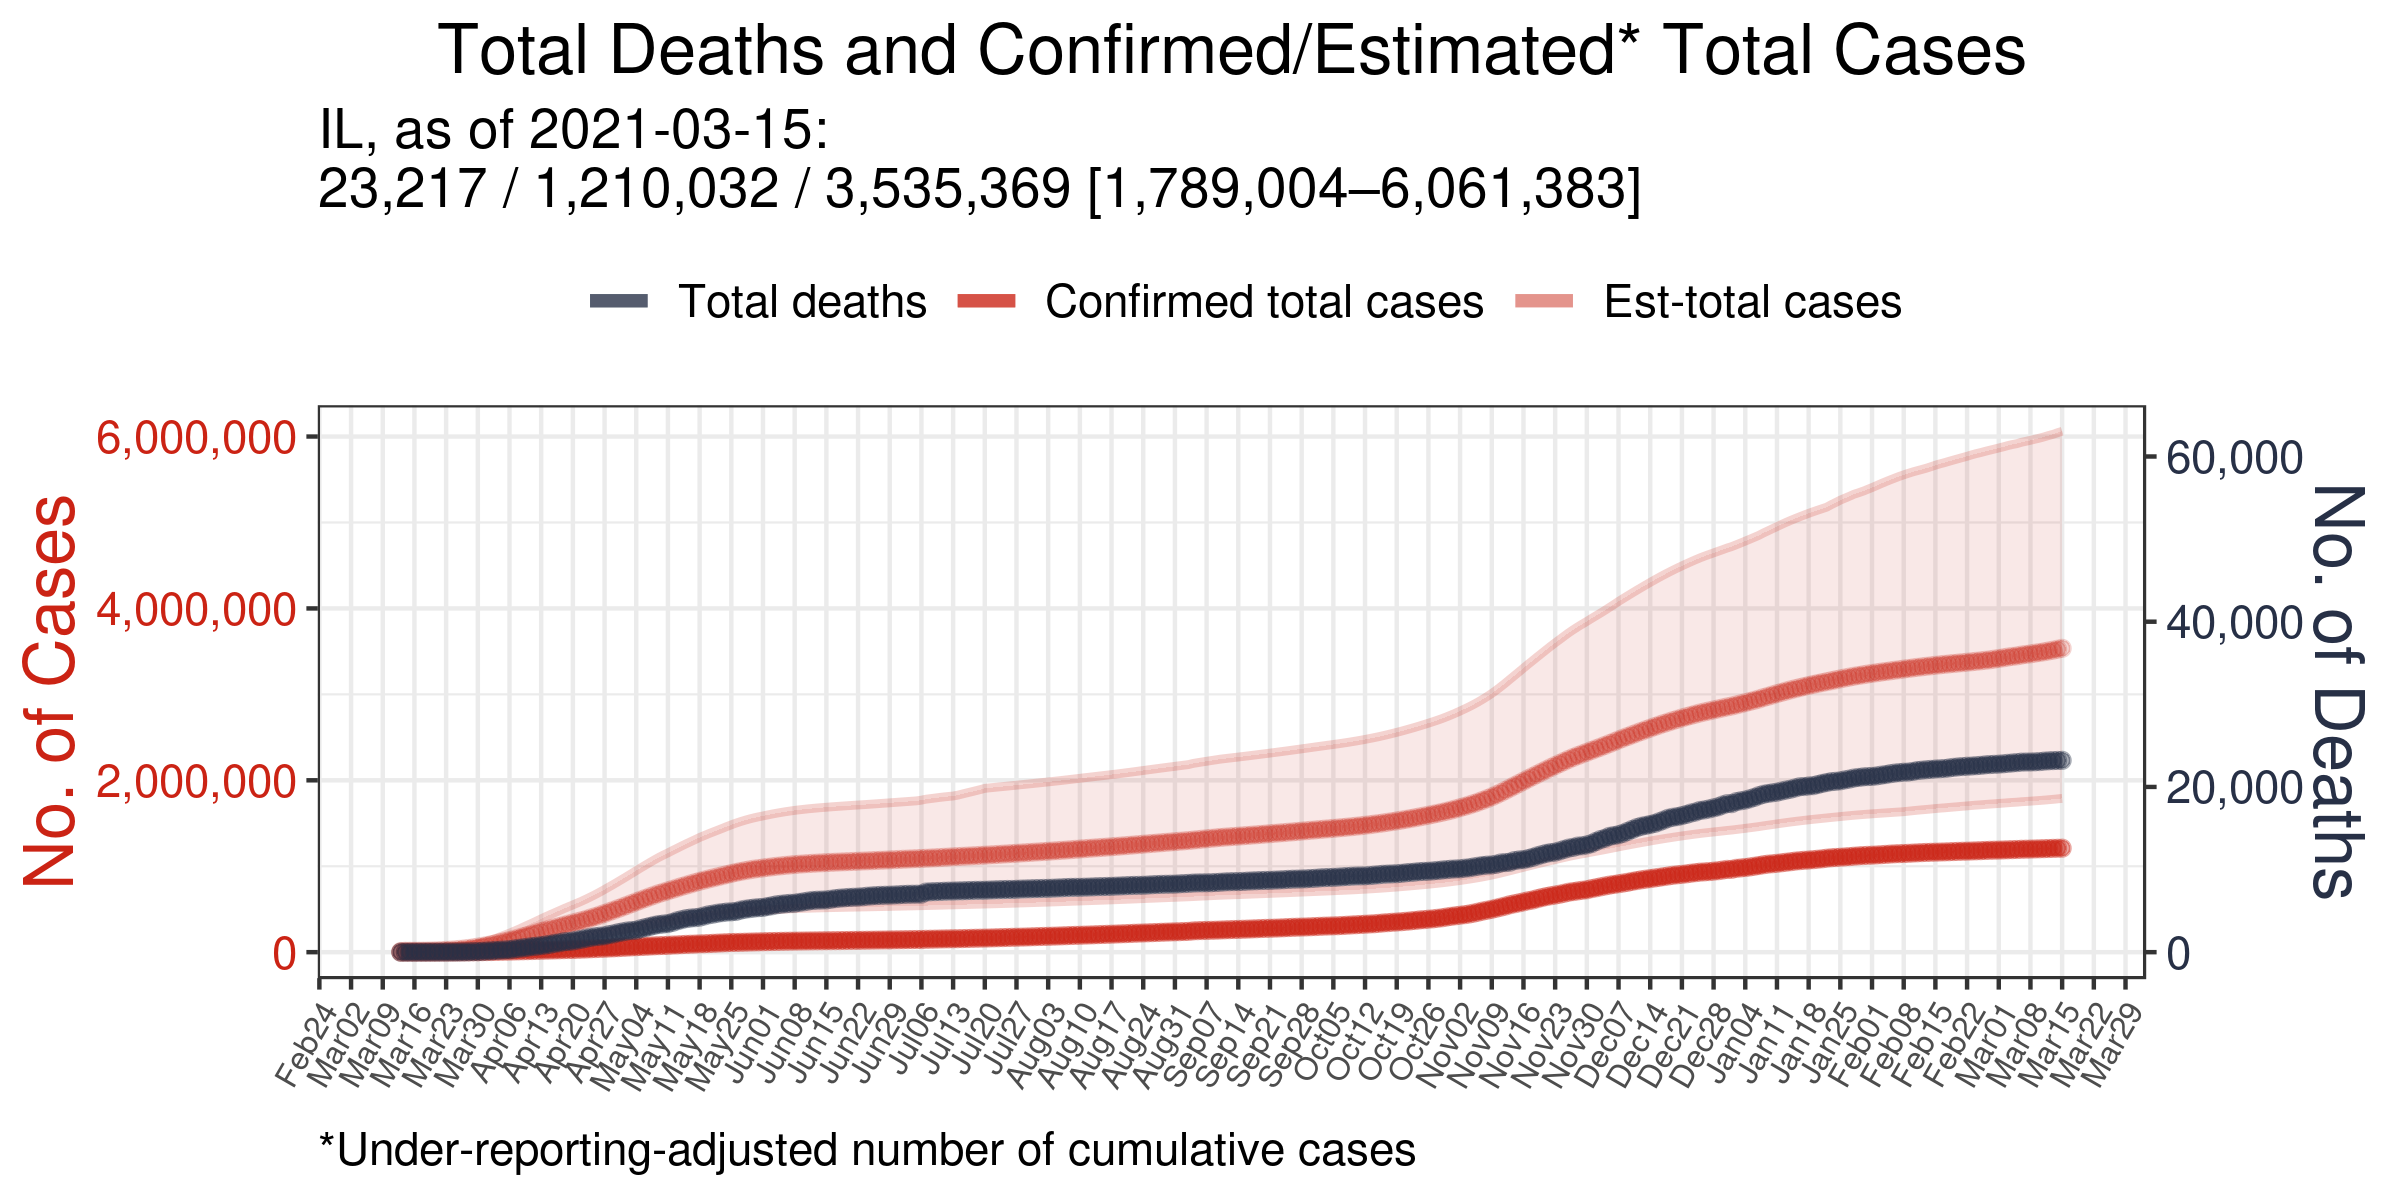 Total Deaths and Confirmed/Estimated* Total Cases
IL, as of 2021-03-15:
23,217 / 1,210,032 / 3,535,369 [1,789,004–6,061,383]
Total deaths
Confirmed total cases
Est-total cases
No. of Cases
6,000,000
4,000,000
2,000,000
0
60,000
40,000
20,000
0
No. of Deaths
Feb24
Mar02
Mar09
Mar16
Mar23
Mar30
Apr06
Apr13
Apr20
Apr27
May04
May11
May18
May25
Jun01
Jun08
Jun15
Jun22
Jun29
Jul06
Jul13
Jul20
Jul27
Aug03
Aug10
Aug17
Aug24
Aug31
Sep07
Sep14
Sep21
Sep28
Oct05
Oct12
Oct19
Oct26
Nov02
Nov09
Nov16
Nov23
Nov30
Dec07
Dec14
Dec21
Dec28
Jan04
Jan11
Jan18
Jan25
Feb01
Feb08
Feb15
Feb22
Mar01
Mar08
Mar15
Mar22
Mar29
*Under-reporting-adjusted number of cumulative cases